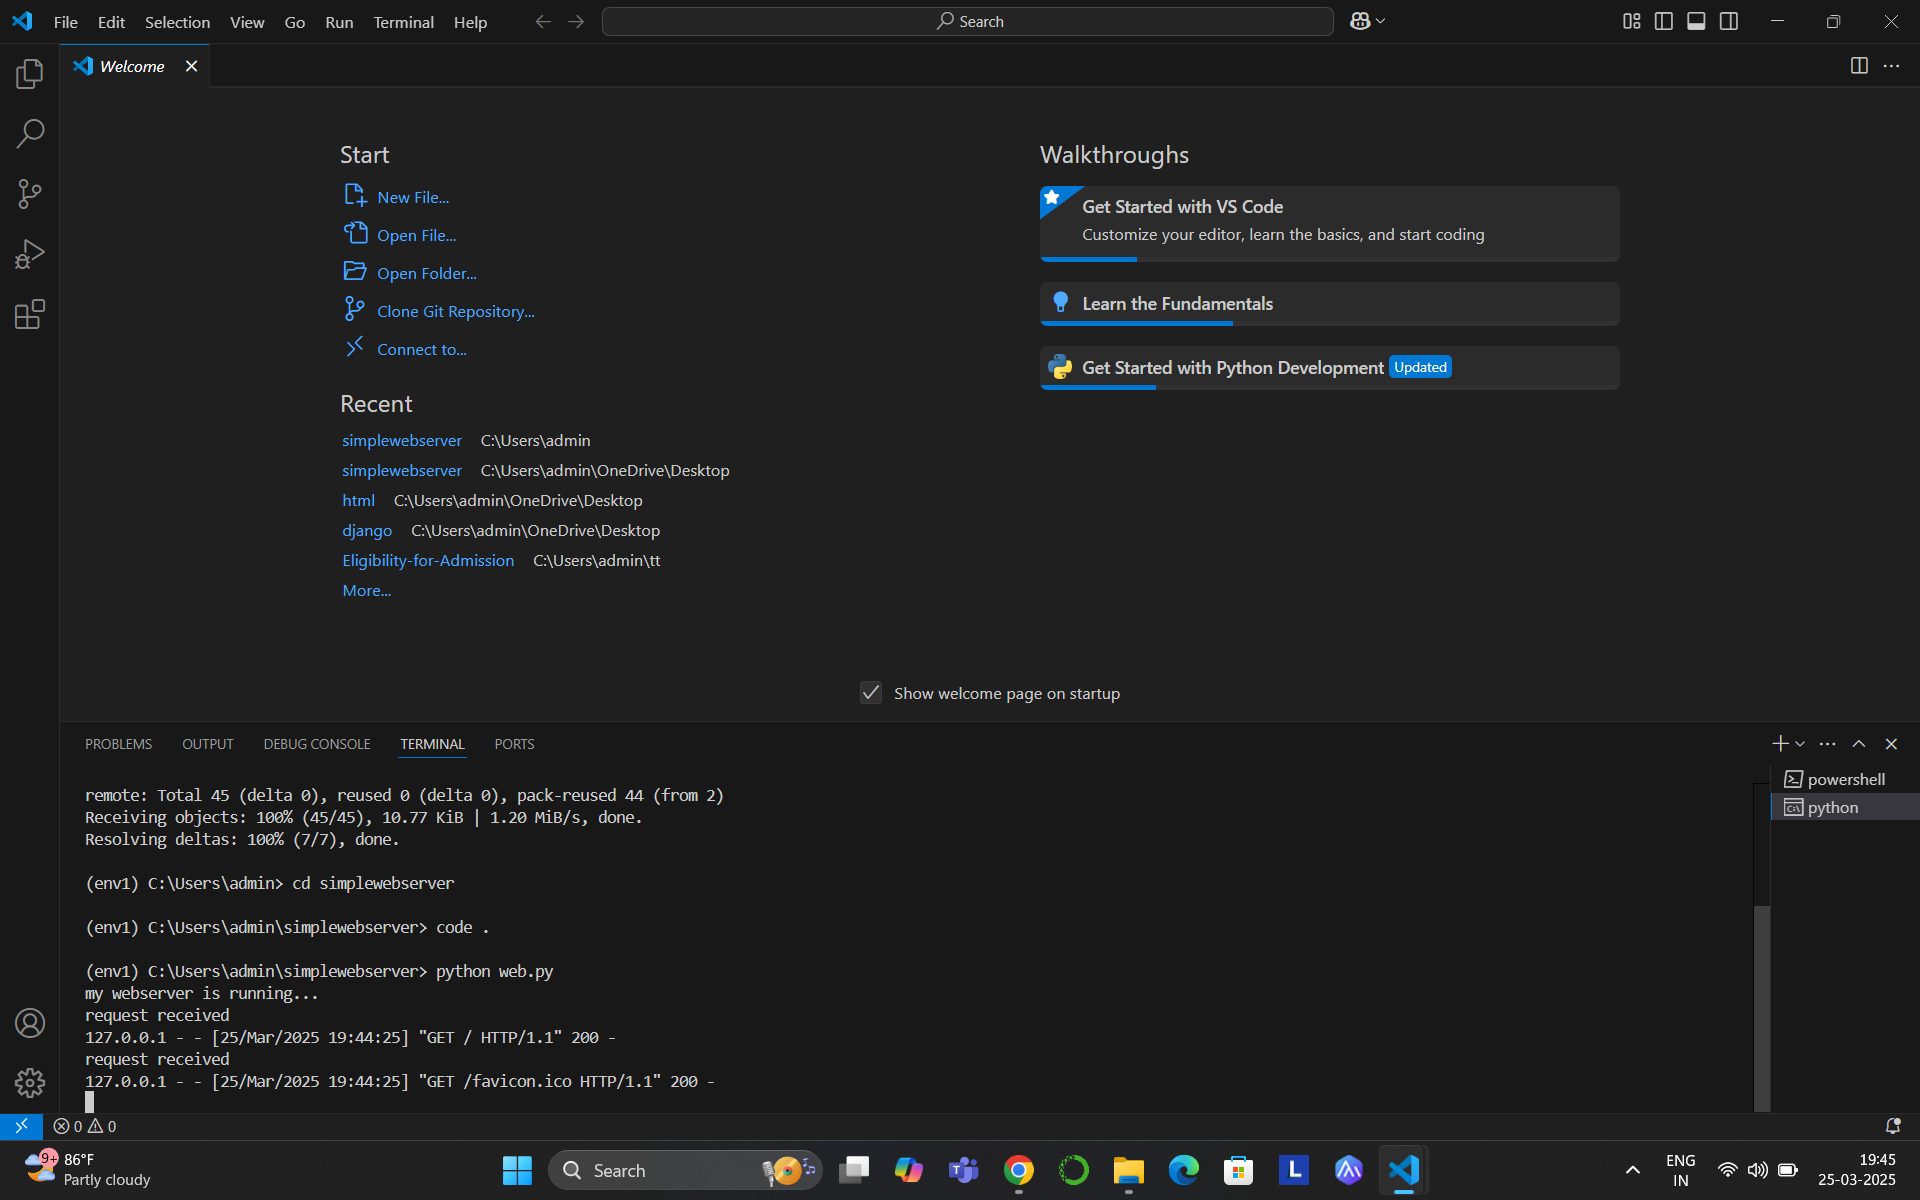 File Edit Selection View Go Run Terminal Help
Search
Welcome
Start
New File...
Open File...
Open Folder...
Clone Git Repository...
Connect to...
Recent
simplewebserver C:\Users\admin
simplewebserver C:\Users\admin\OneDrive\Desktop
html C:\Users\admin\OneDrive\Desktop
django C:\Users\admin\OneDrive\Desktop
Eligibility-for-Admission C:\Users\admin\tt
More...
Walkthroughs
Get Started with VS Code
Customize your editor, learn the basics, and start coding
Learn the Fundamentals
Get Started with Python Development Updated
Show welcome page on startup
PROBLEMS OUTPUT DEBUG CONSOLE TERMINAL PORTS
remote: Total 45 (delta 0), reused 0 (delta 0), pack-reused 44 (from 2)
Receiving objects: 100% (45/45), 10.77 KiB | 1.20 MiB/s, done.
Resolving deltas: 100% (7/7), done.
(env1) C:\Users\admin> cd simplewebserver
(env1) C:\Users\admin\simplewebserver> code .
(env1) C:\Users\admin\simplewebserver> python web.py
my webserver is running...
request received
127.0.0.1 - - [25/Mar/2025 19:44:25] "GET / HTTP/1.1" 200 -
request received
127.0.0.1 - - [25/Mar/2025 19:44:25] "GET /favicon.ico HTTP/1.1" 200 -
powershell
python
0 0
9+
86°F
Partly cloudy
Search
L
ENG
IN
19:45
25-03-2025